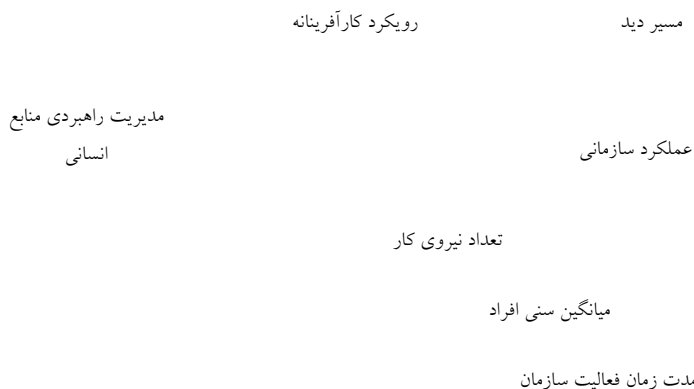 مسیر دید
رویکرد کارآفرینانه
مدیریت راهبردی منابع
انسانی
عملکرد سازمانی
تعداد نیروی کار
میانگین سنی افراد
مدت زمان فعالیت سازمان